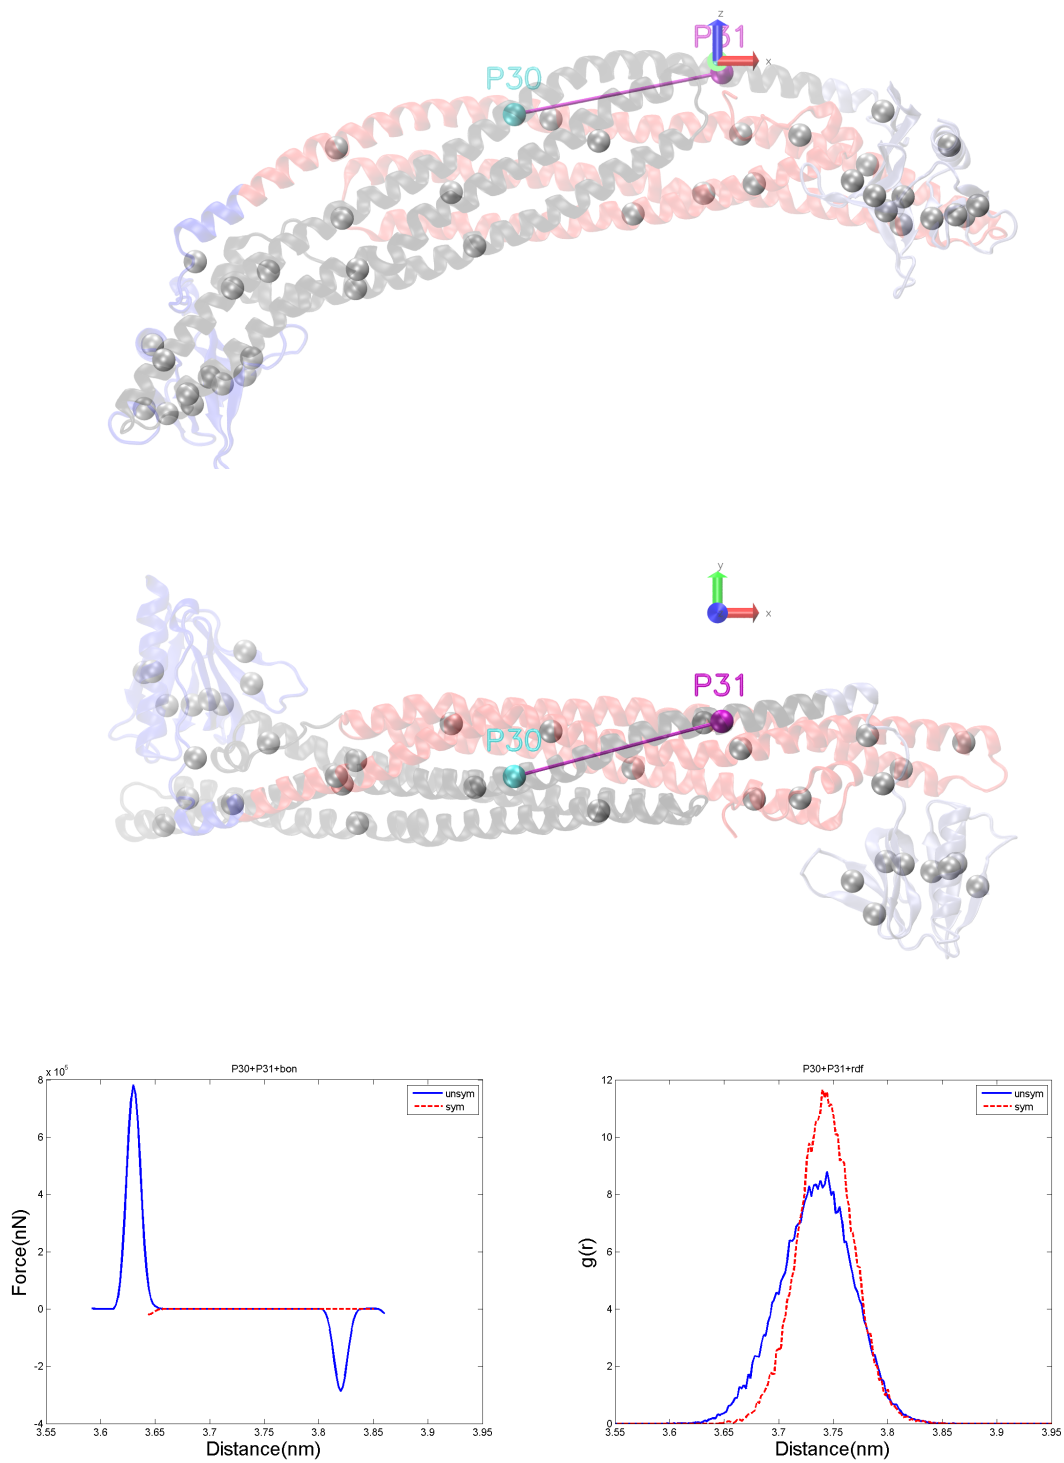 z
P31
x
P30
y
x
P31
P30
P30+P31+bon
x 10⁵
8
6
4
2
0
-2
-4
Force(nN)
unsym
sym
3.55 3.6 3.65 3.7 3.75 3.8 3.85 3.9 3.95
Distance(nm)
P30+P31+rdf
12
10
8
6
4
2
0
g(r)
unsym
sym
3.55 3.6 3.65 3.7 3.75 3.8 3.85 3.9 3.95
Distance(nm)